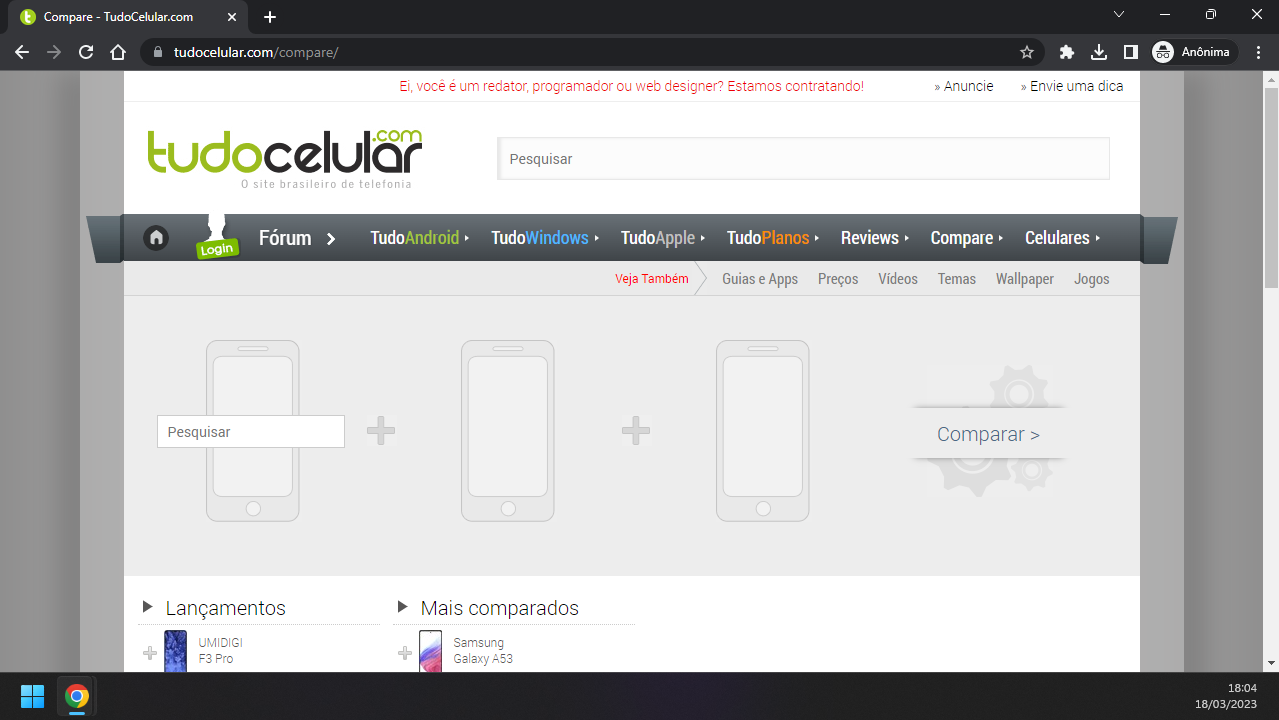 Compare - TudoCelular.com
tudocelular.com/compare/
Anônima
Ei, você é um redator, programador ou web designer? Estamos contratando!
» Anuncie
» Envie uma dica
tudocelular.com
O site brasileiro de telefonia
Pesquisar
Login
Fórum
TudoAndroid
TudoWindows
TudoApple
TudoPlanos
Reviews
Compare
Celulares
Veja Também
Guias e Apps
Preços
Vídeos
Temas
Wallpaper
Jogos
Pesquisar
Comparar >
Lançamentos
UMIDIGI
F3 Pro
Mais comparados
Samsung
Galaxy A53
18:04
18/03/2023